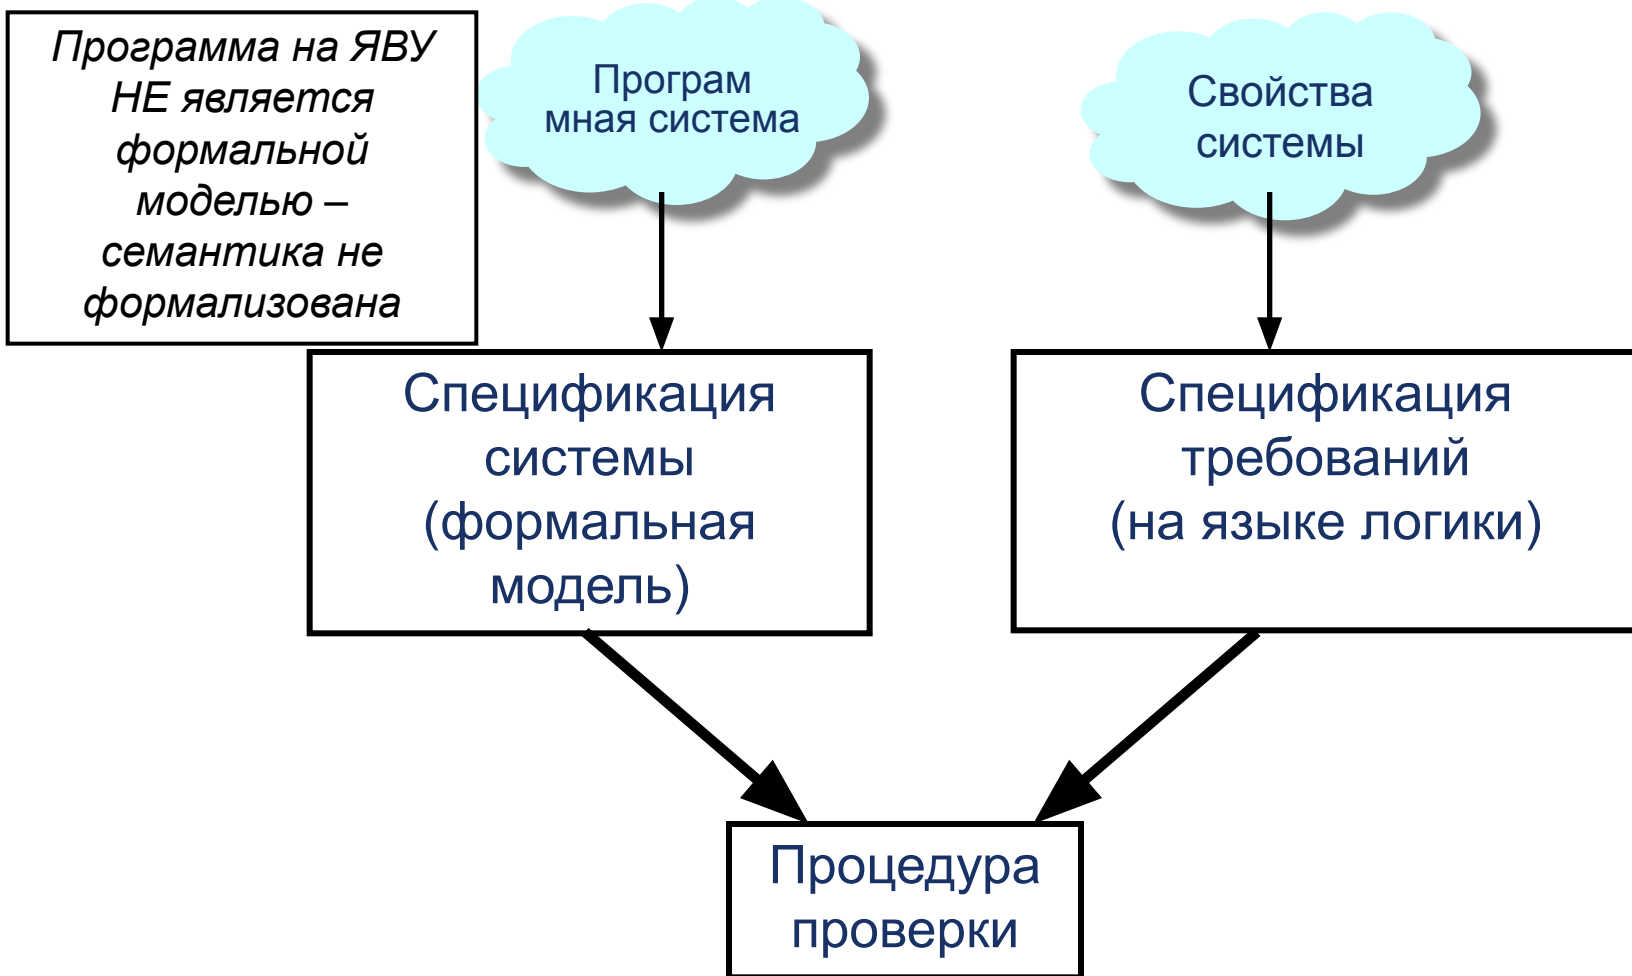 Программа на ЯВУ
НЕ является
формальной
моделью –
семантика не
формализована
Програм
мная система
Свойства
системы
Спецификация
системы
(формальная
модель)
Спецификация
требований
(на языке логики)
Процедура
проверки